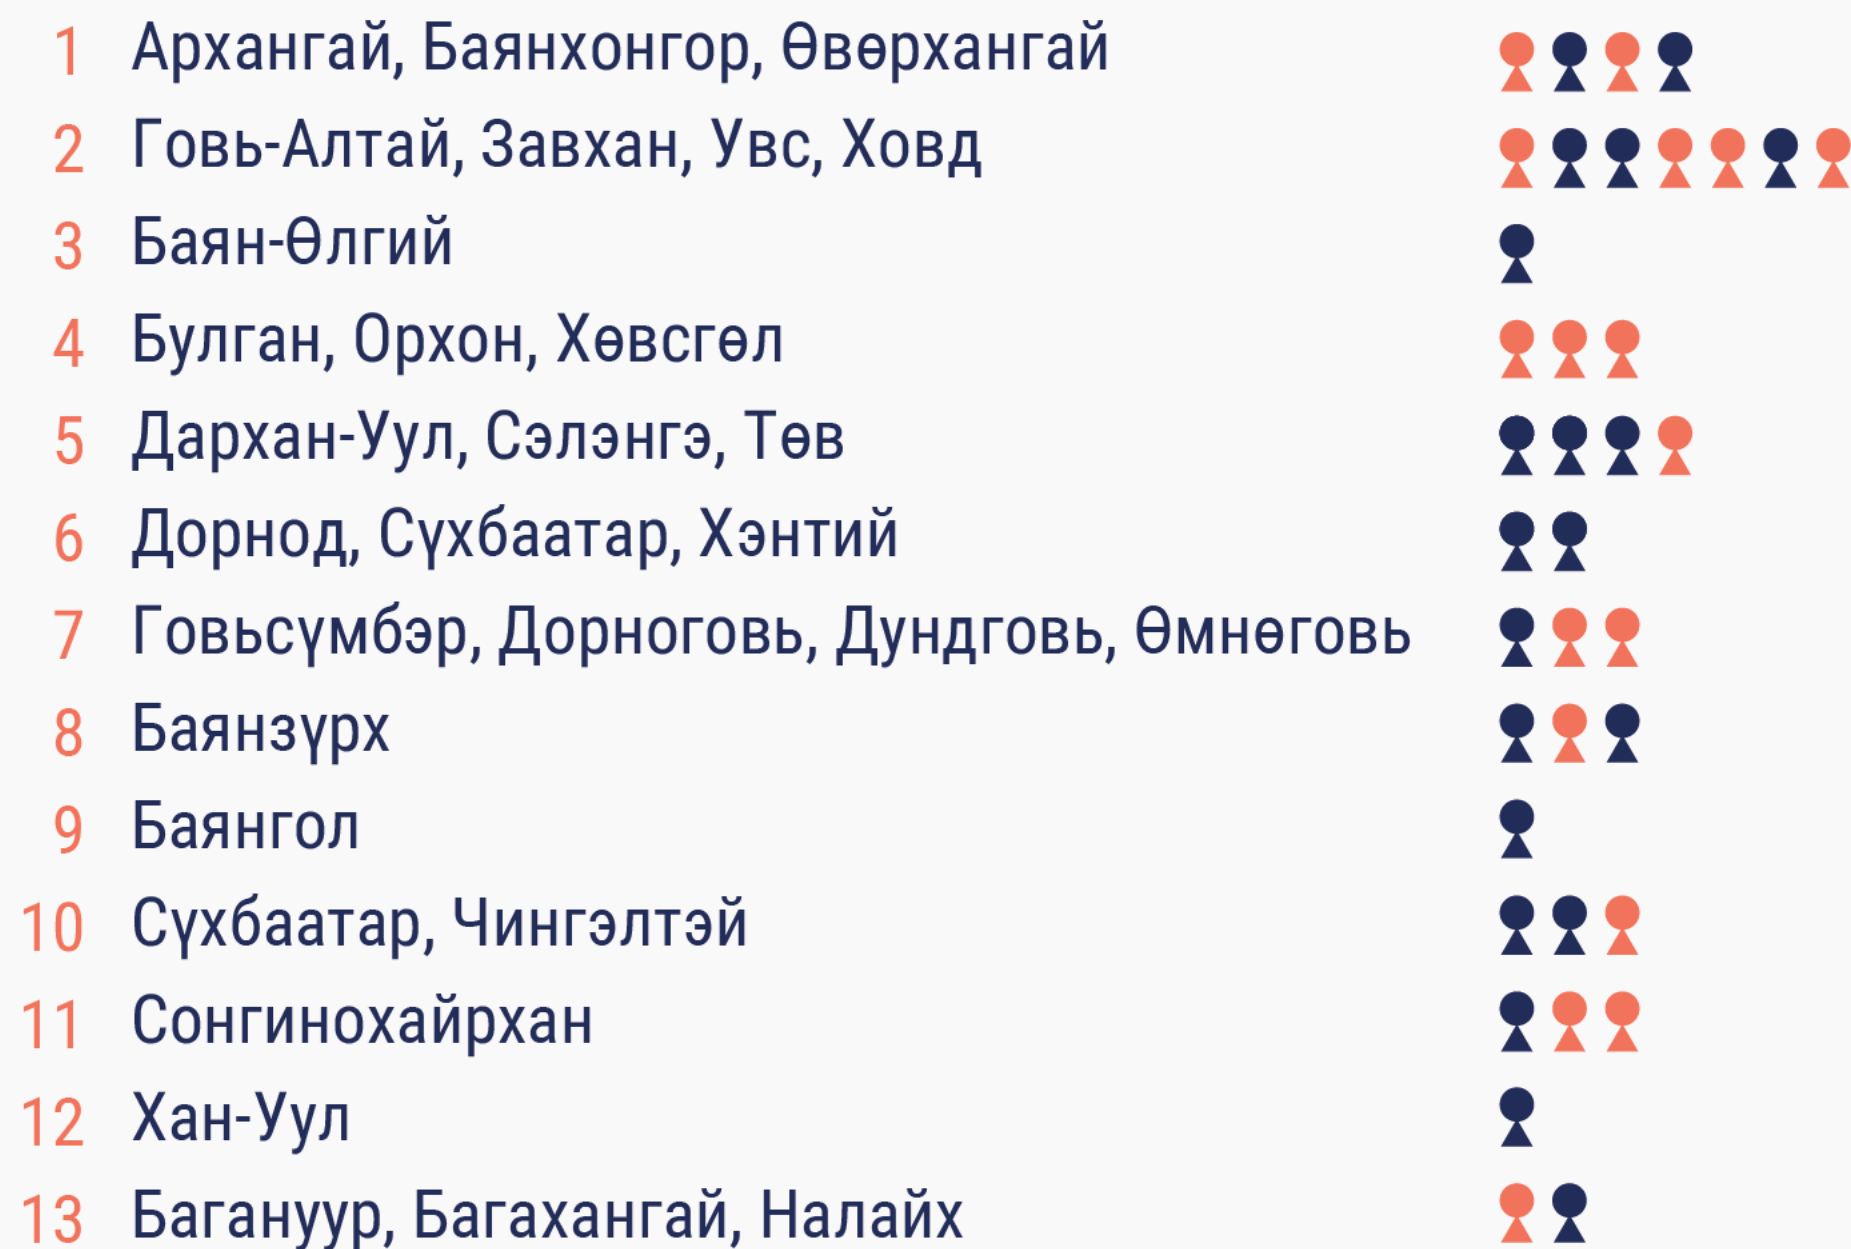 1 Архангай, Баянхонгор, Өвөрхангай
2 Говь-Алтай, Завхан, Увс, Ховд
3 Баян-Өлгий
4 Булган, Орхон, Хөвсгөл
5 Дархан-Уул, Сэлэнгэ, Төв
6 Дорнод, Сүхбаатар, Хэнтий
7 Говьсүмбэр, Дорноговь, Дундговь, Өмнөговь
8 Баянзүрх
9 Баянгол
10 Сүхбаатар, Чингэлтэй
11 Сонгинохайрхан
12 Хан-Уул
13 Багануур, Багахангай, Налайх